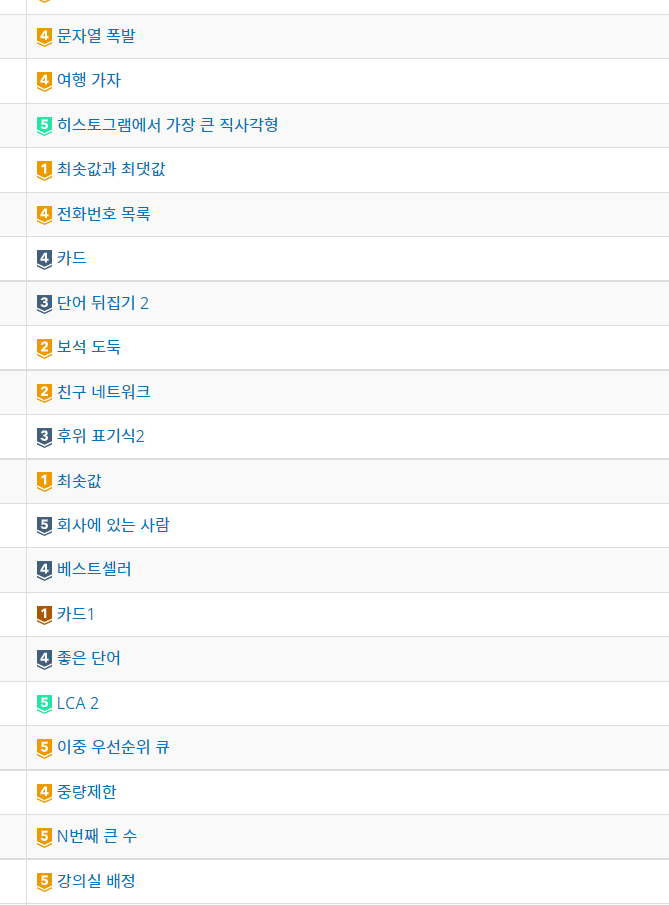 4 문자열 폭발
4 여행 가자
5 히스토그램에서 가장 큰 직사각형
1 최솟값과 최댓값
4 전화번호 목록
4 카드
3 단어 뒤집기 2
2 보석 도둑
2 친구 네트워크
3 후위 표기식2
1 최솟값
5 회사에 있는 사람
4 베스트셀러
1 카드1
4 좋은 단어
5 LCA 2
5 이중 우선순위 큐
4 중량제한
5 N번째 큰 수
5 강의실 배정